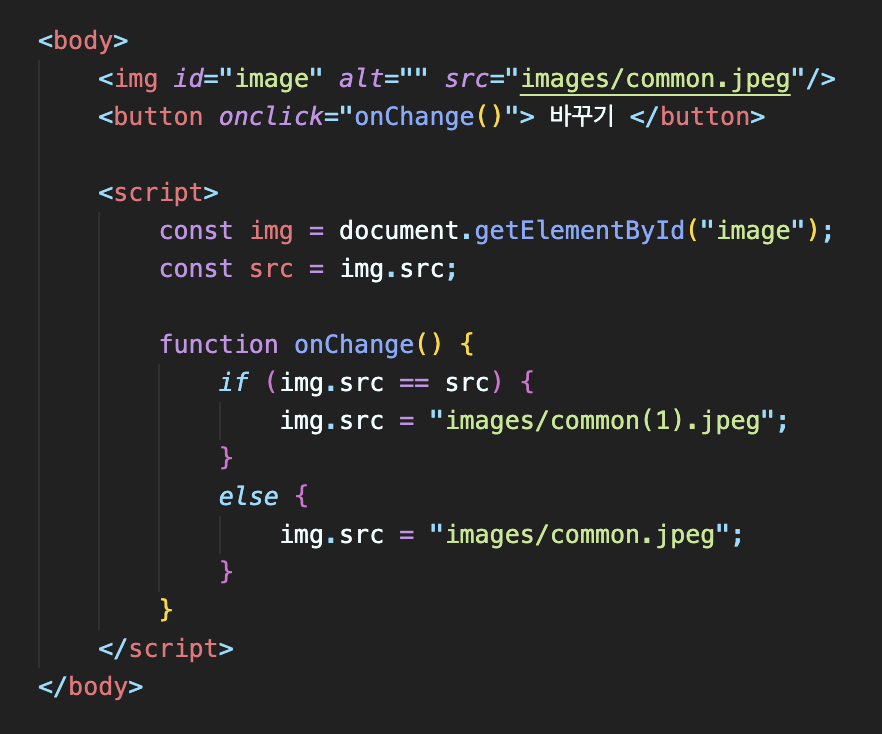 <body>
    <img id="image" alt="" src="images/common.jpeg"/>
    <button onclick="onChange()"> 바꾸기 </button>

    <script>
        const img = document.getElementById("image");
        const src = img.src;

        function onChange() {
            if (img.src == src) {
                img.src = "images/common(1).jpeg";
            }
            else {
                img.src = "images/common.jpeg";
            }
        }
    </script>
</body>